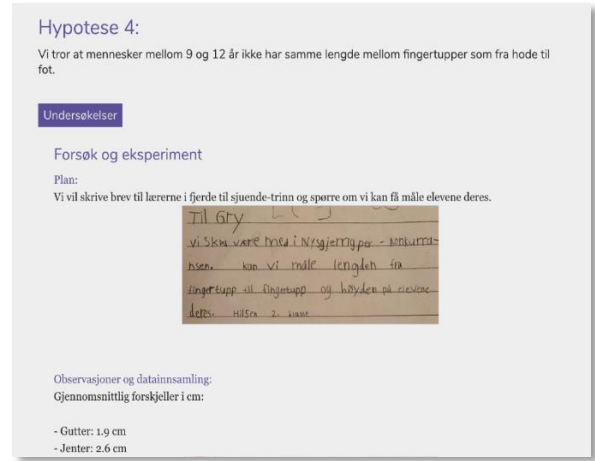 Hypotese 4:
Vi tror at mennesker mellom 9 og 12 år ikke har samme lengde mellom fingertupper som fra hode til
fot.
Undersøkelser
Forsøk og eksperiment
Plan:
Vi vil skrive brev til lærerne i fjerde til sjuende-trinn og spørre om vi kan få måle elevene deres.
Til Gry
vi skal være med i Nysgjerrigper - konkurra-
nsen. kan vi måle lengden fra
fingertupp til fingertupp og høyden på elevene
deres. Hilsen 2. klasse
Observasjoner og datainnsamling:
Gjennomsnittlig forskjeller i cm:
- Gutter: 1.9 cm
- Jenter: 2.6 cm